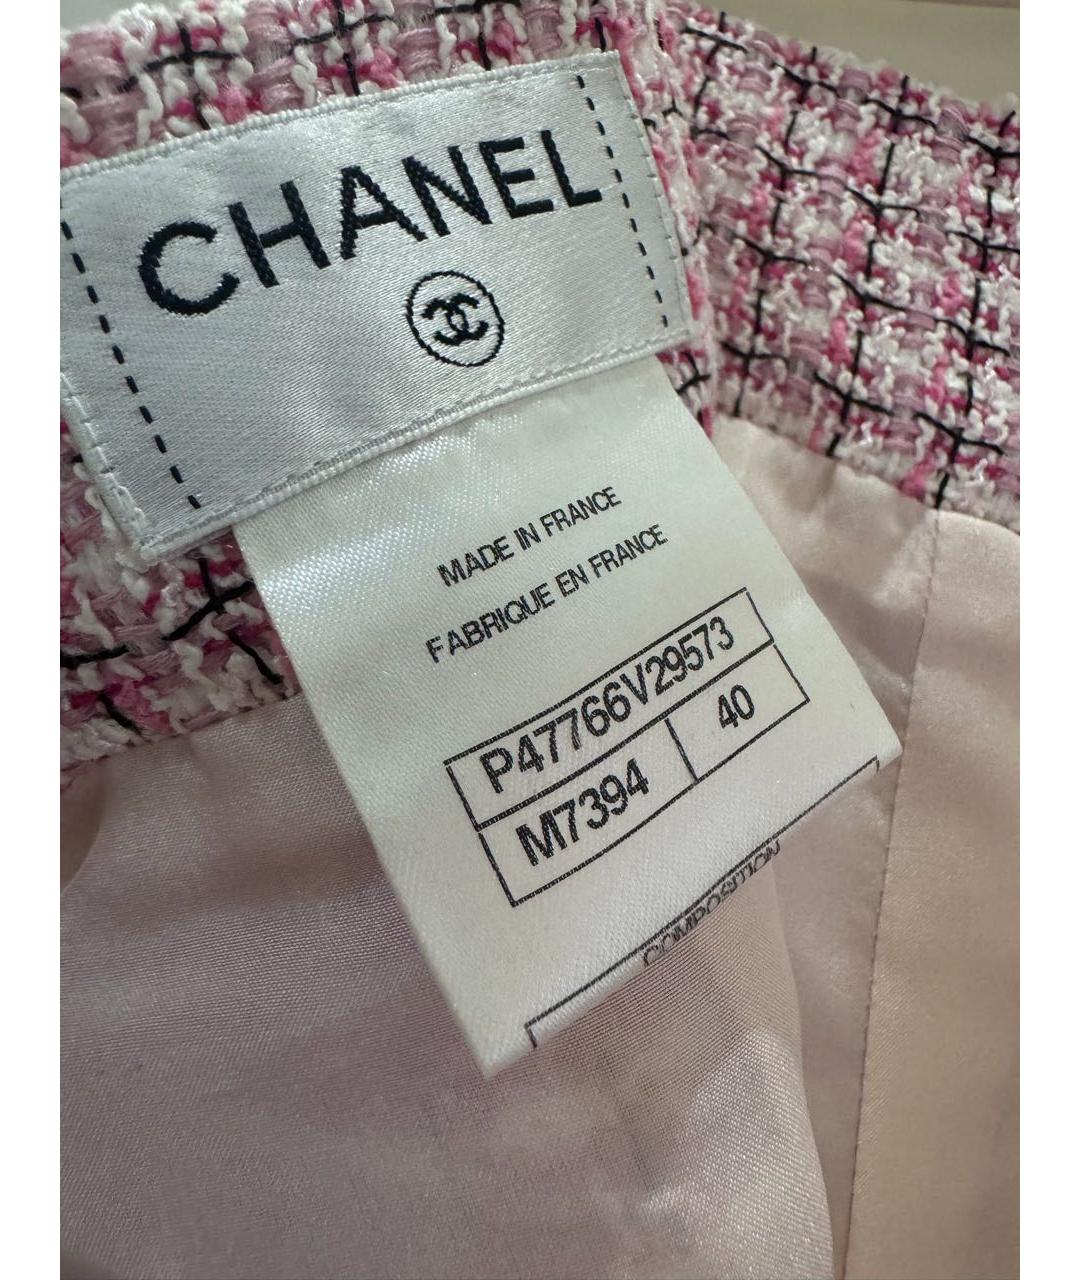 CHANEL
MADE IN FRANCE
FABRIQUE EN FRANCE
P47766V29573
M7394 40
COMPOSITION